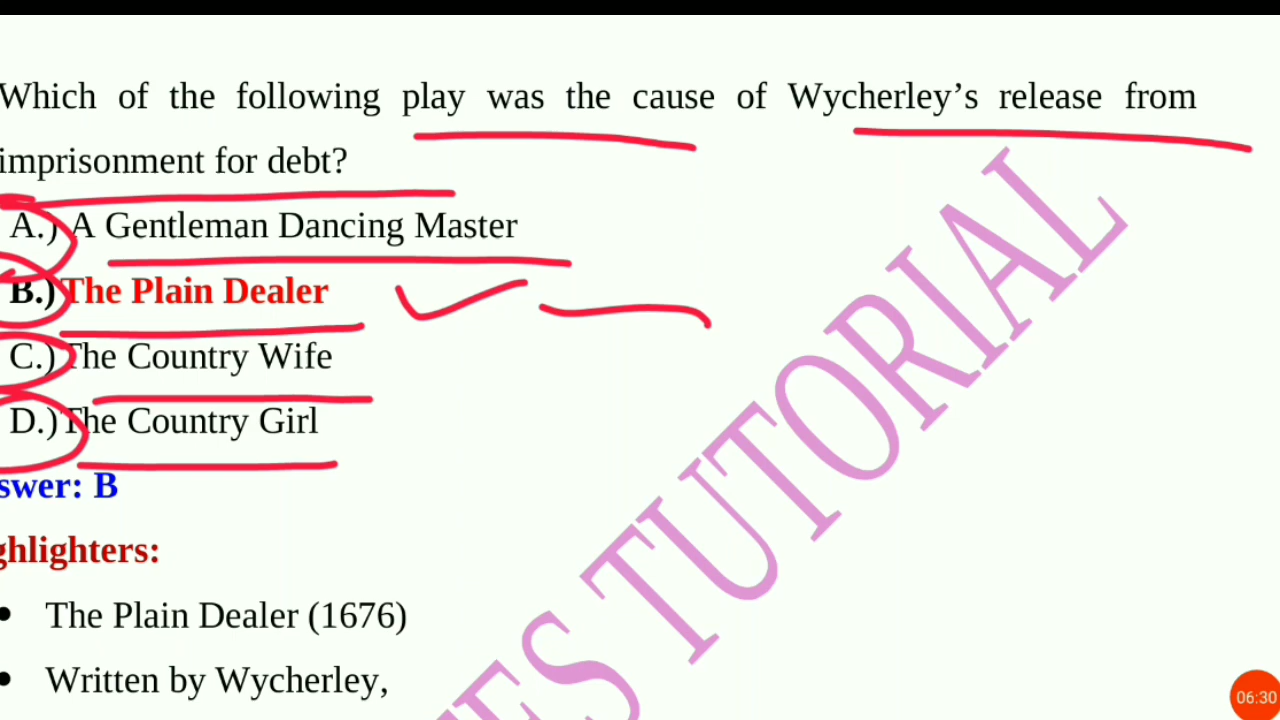 Which of the following play was the cause of Wycherley’s release from
imprisonment for debt?
A.) A Gentleman Dancing Master
B.) The Plain Dealer
C.) The Country Wife
D.) The Country Girl
swer: B
ghlighters:
• The Plain Dealer (1676)
• Written by Wycherley,
ES TUTORIAL
06:30